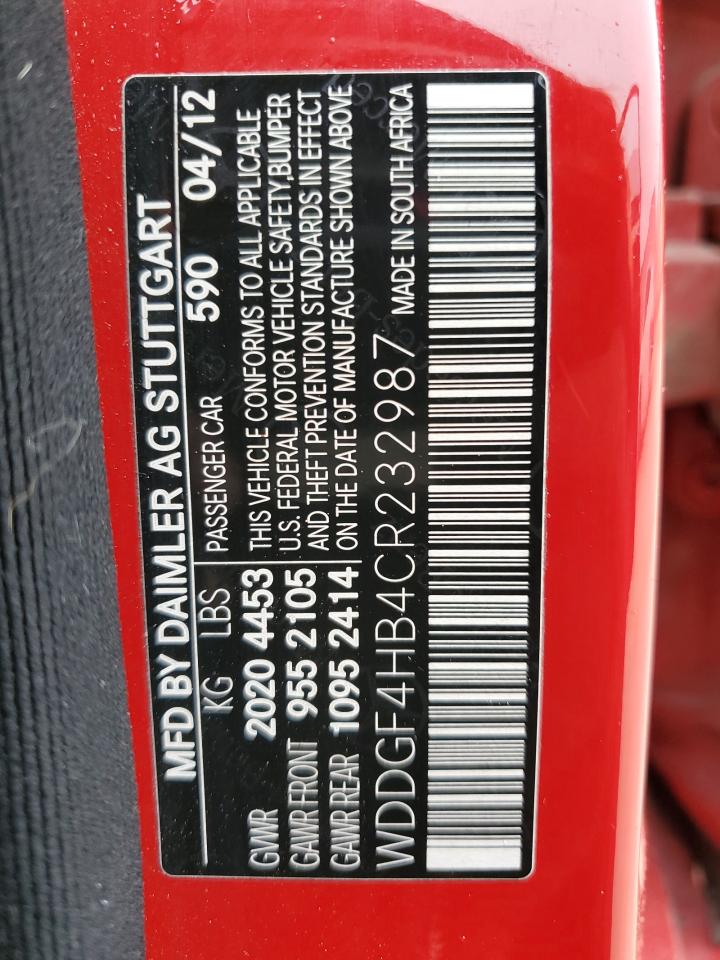 MFD BY DAIMLER AG STUTTGART
KG LBS PASSENGER CAR 590 04/12
GWR 2020 4453 THIS VEHICLE CONFORMS TO ALL APPLICABLE
GAWR FRONT 955 2105 U.S. FEDERAL MOTOR VEHICLE SAFETY,BUMPER
GAWR REAR 1095 2414 AND THEFT PREVENTION STANDARDS IN EFFECT
ON THE DATE OF MANUFACTURE SHOWN ABOVE
WDDGF4HB4CR232987 MADE IN SOUTH AFRICA